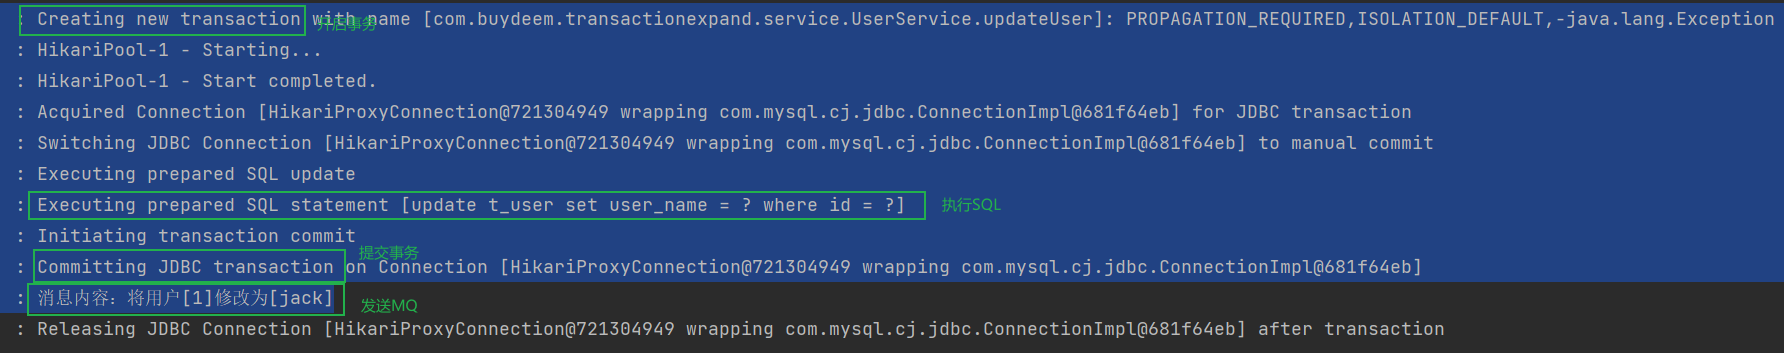 : Creating new transaction with name [com.buydeem.transactionexpand.service.UserService.updateUser]: PROPAGATION_REQUIRED,ISOLATION_DEFAULT,-java.lang.Exception
开启事务
: HikariPool-1 - Starting...
: HikariPool-1 - Start completed.
: Acquired Connection [HikariProxyConnection@721304949 wrapping com.mysql.cj.jdbc.ConnectionImpl@681f64eb] for JDBC transaction
: Switching JDBC Connection [HikariProxyConnection@721304949 wrapping com.mysql.cj.jdbc.ConnectionImpl@681f64eb] to manual commit
: Executing prepared SQL update
: Executing prepared SQL statement [update t_user set user_name = ? where id = ?] 执行SQL
: Initiating transaction commit
提交事务
: Committing JDBC transaction on Connection [HikariProxyConnection@721304949 wrapping com.mysql.cj.jdbc.ConnectionImpl@681f64eb]
: 消息内容: 将用户[1]修改为[jack] 发送MQ
: Releasing JDBC Connection [HikariProxyConnection@721304949 wrapping com.mysql.cj.jdbc.ConnectionImpl@681f64eb] after transaction